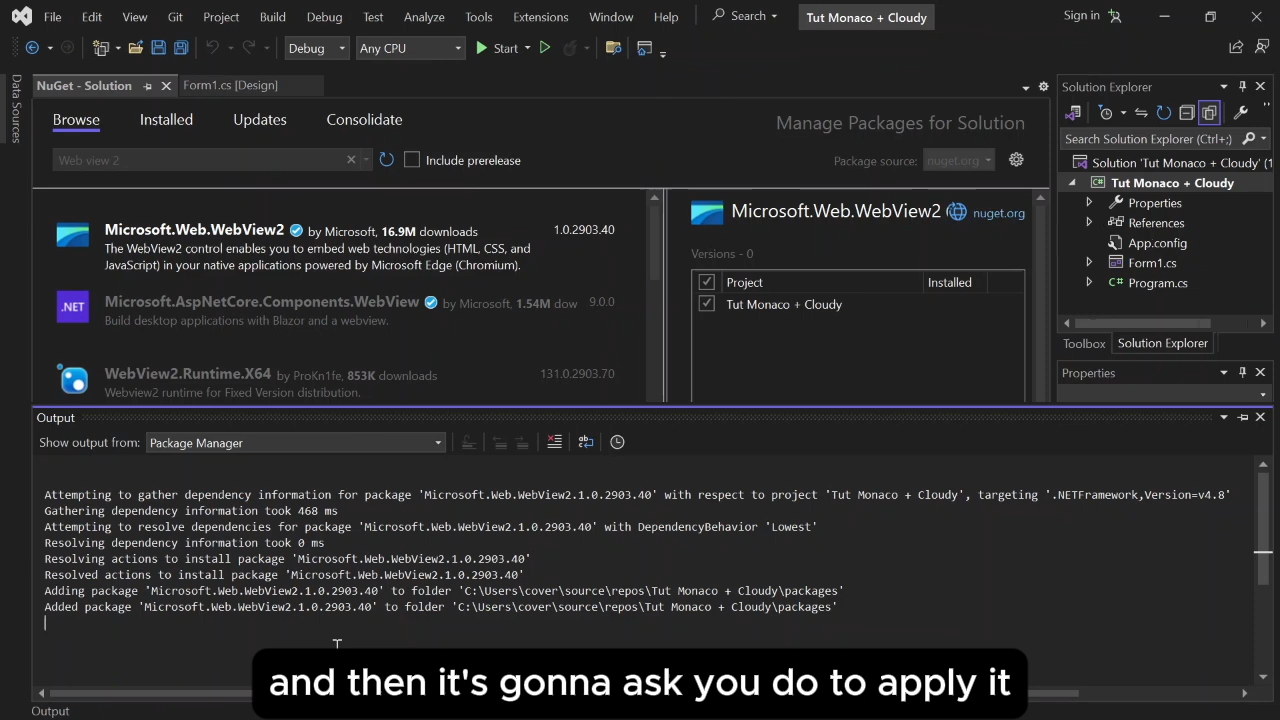 File Edit View Git Project Build Debug Test Analyze Tools Extensions Window Help Search Tut Monaco + Cloudy Sign in
Debug Any CPU Start
Data Sources
NuGet - Solution Form1.cs [Design]
Browse Installed Updates Consolidate Manage Packages for Solution
Web view 2 Include prerelease Package source: nuget.org
Microsoft.Web.WebView2 by Microsoft, 16.9M downloads 1.0.2903.40
The WebView2 control enables you to embed web technologies (HTML, CSS, and
JavaScript) in your native applications powered by Microsoft Edge (Chromium).
.NET
Microsoft.AspNetCore.Components.WebView by Microsoft, 1.54M dow 9.0.0
Build desktop applications with Blazor and a webview.
WebView2.Runtime.X64 by ProKn1fe, 853K downloads 131.0.2903.70
Webview2 runtime for Fixed Version distribution.
Microsoft.Web.WebView2 nuget.org
Versions - 0
Project Installed
Tut Monaco + Cloudy
Solution Explorer
Search Solution Explorer (Ctrl+;)
Solution 'Tut Monaco + Cloudy' (1
C# Tut Monaco + Cloudy
Properties
References
App.config
Form1.cs
C# Program.cs
Toolbox Solution Explorer
Properties
Output
Show output from: Package Manager
Attempting to gather dependency information for package 'Microsoft.Web.WebView2.1.0.2903.40' with respect to project 'Tut Monaco + Cloudy', targeting '.NETFramework,Version=v4.8'
Gathering dependency information took 468 ms
Attempting to resolve dependencies for package 'Microsoft.Web.WebView2.1.0.2903.40' with DependencyBehavior 'Lowest'
Resolving dependency information took 0 ms
Resolving actions to install package 'Microsoft.Web.WebView2.1.0.2903.40'
Resolved actions to install package 'Microsoft.Web.WebView2.1.0.2903.40'
Adding package 'Microsoft.Web.WebView2.1.0.2903.40' to folder 'C:\Users\cover\source\repos\Tut Monaco + Cloudy\packages'
Added package 'Microsoft.Web.WebView2.1.0.2903.40' to folder 'C:\Users\cover\source\repos\Tut Monaco + Cloudy\packages'
and then it's gonna ask you do to apply it
Output